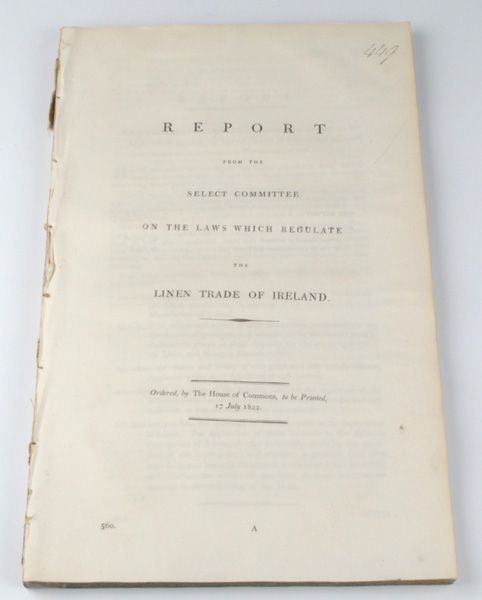 449
REPORT
FROM THE
SELECT COMMITTEE
ON THE LAWS WHICH REGULATE
THE
LINEN TRADE OF IRELAND.
Ordered, by The House of Commons, to be Printed,
17 July 1822.
560.
A